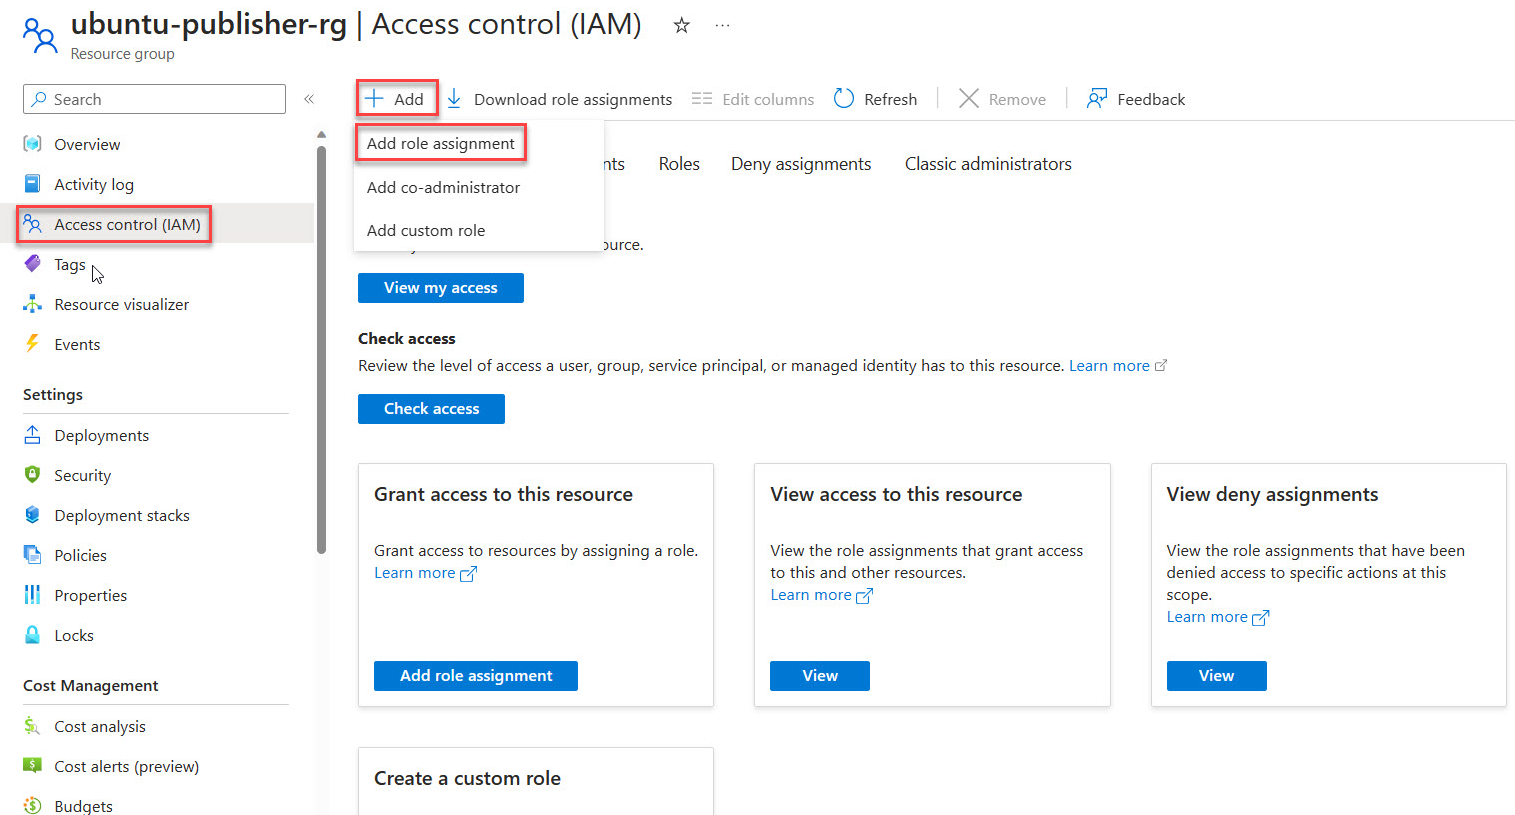 ubuntu-publisher-rg | Access control (IAM)
Resource group
Search
Overview
Activity log
Access control (IAM)
Tags
Resource visualizer
Events
Settings
Deployments
Security
Deployment stacks
Policies
Properties
Locks
Cost Management
Cost analysis
Cost alerts (preview)
Budgets
Add
Download role assignments
Edit columns
Refresh
Remove
Feedback
Add role assignment
Add co-administrator
Add custom role
Roles
Deny assignments
Classic administrators
View my access
Check access
Review the level of access a user, group, service principal, or managed identity has to this resource. Learn more
Check access
Grant access to this resource
Grant access to resources by assigning a role.
Learn more
Add role assignment
View access to this resource
View the role assignments that grant access
to this and other resources.
Learn more
View
View deny assignments
View the role assignments that have been
denied access to specific actions at this
scope.
Learn more
View
Create a custom role